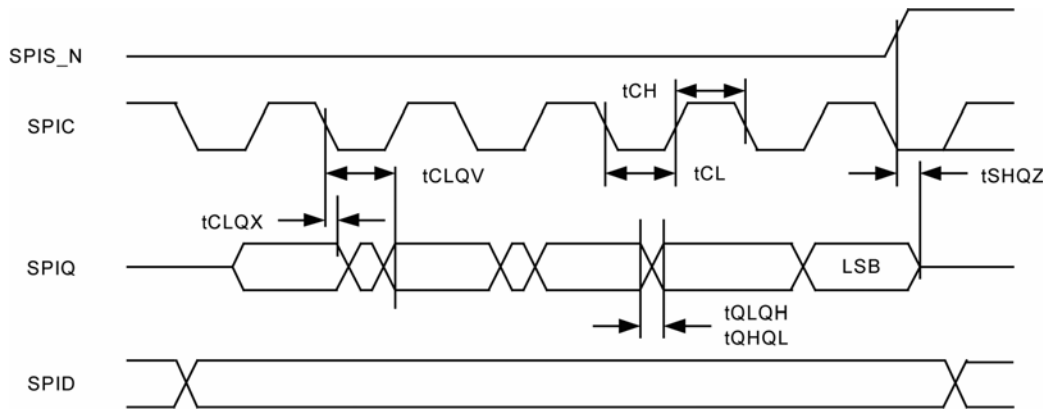 SPIS_N
tCH
SPIC
tCLQV
tCL
tSHQZ
tCLQX
SPIQ
LSB
tQLQH
tQHQL
SPID